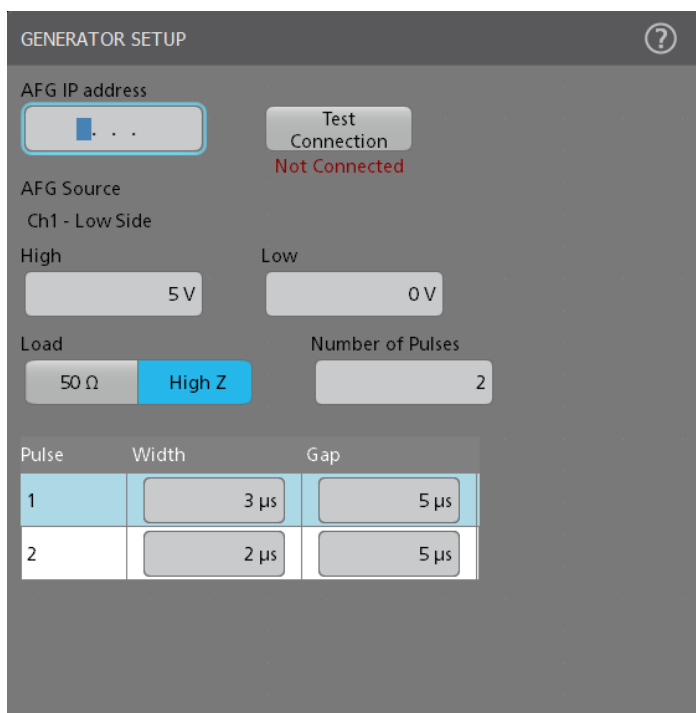 GENERATOR SETUP
?
AFG IP address
. . .
Test
Connection
Not Connected
AFG Source
Ch1 - Low Side
High Low
5 V 0 V
Load Number of Pulses
50 Ω High Z 2
Pulse Width Gap
1 3 µs 5 µs
2 2 µs 5 µs